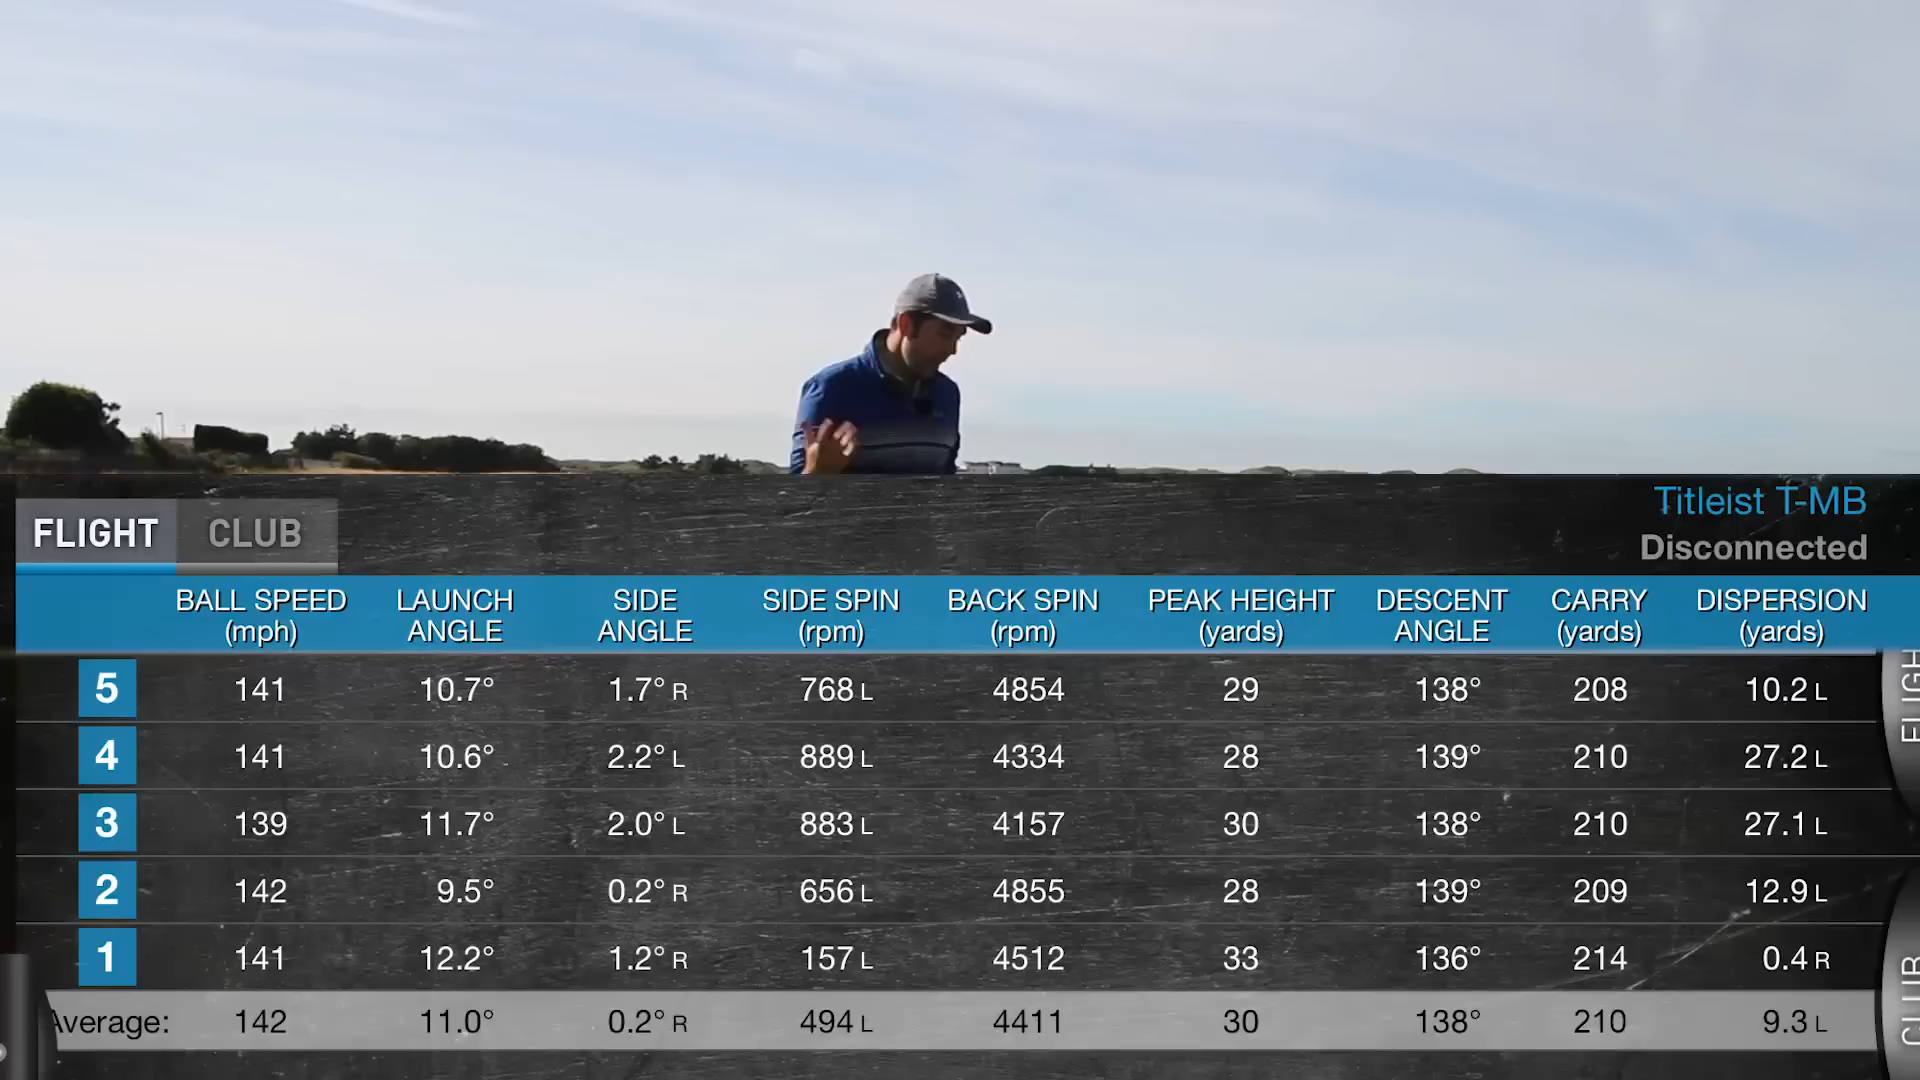 Titleist T-MB
FLIGHT CLUB
Disconnected
BALL SPEED (mph) LAUNCH ANGLE SIDE ANGLE SIDE SPIN (rpm) BACK SPIN (rpm) PEAK HEIGHT (yards) DESCENT ANGLE CARRY (yards) DISPERSION (yards)
5 141 10.7° 1.7° R 768 L 4854 29 138° 208 10.2 L
4 141 10.6° 2.2° L 889 L 4334 28 139° 210 27.2 L
3 139 11.7° 2.0° L 883 L 4157 30 138° 210 27.1 L
2 142 9.5° 0.2° R 656 L 4855 28 139° 209 12.9 L
1 141 12.2° 1.2° R 157 L 4512 33 136° 214 0.4 R
Average: 142 11.0° 0.2° R 494 L 4411 30 138° 210 9.3 L
FLIGH
CLUB